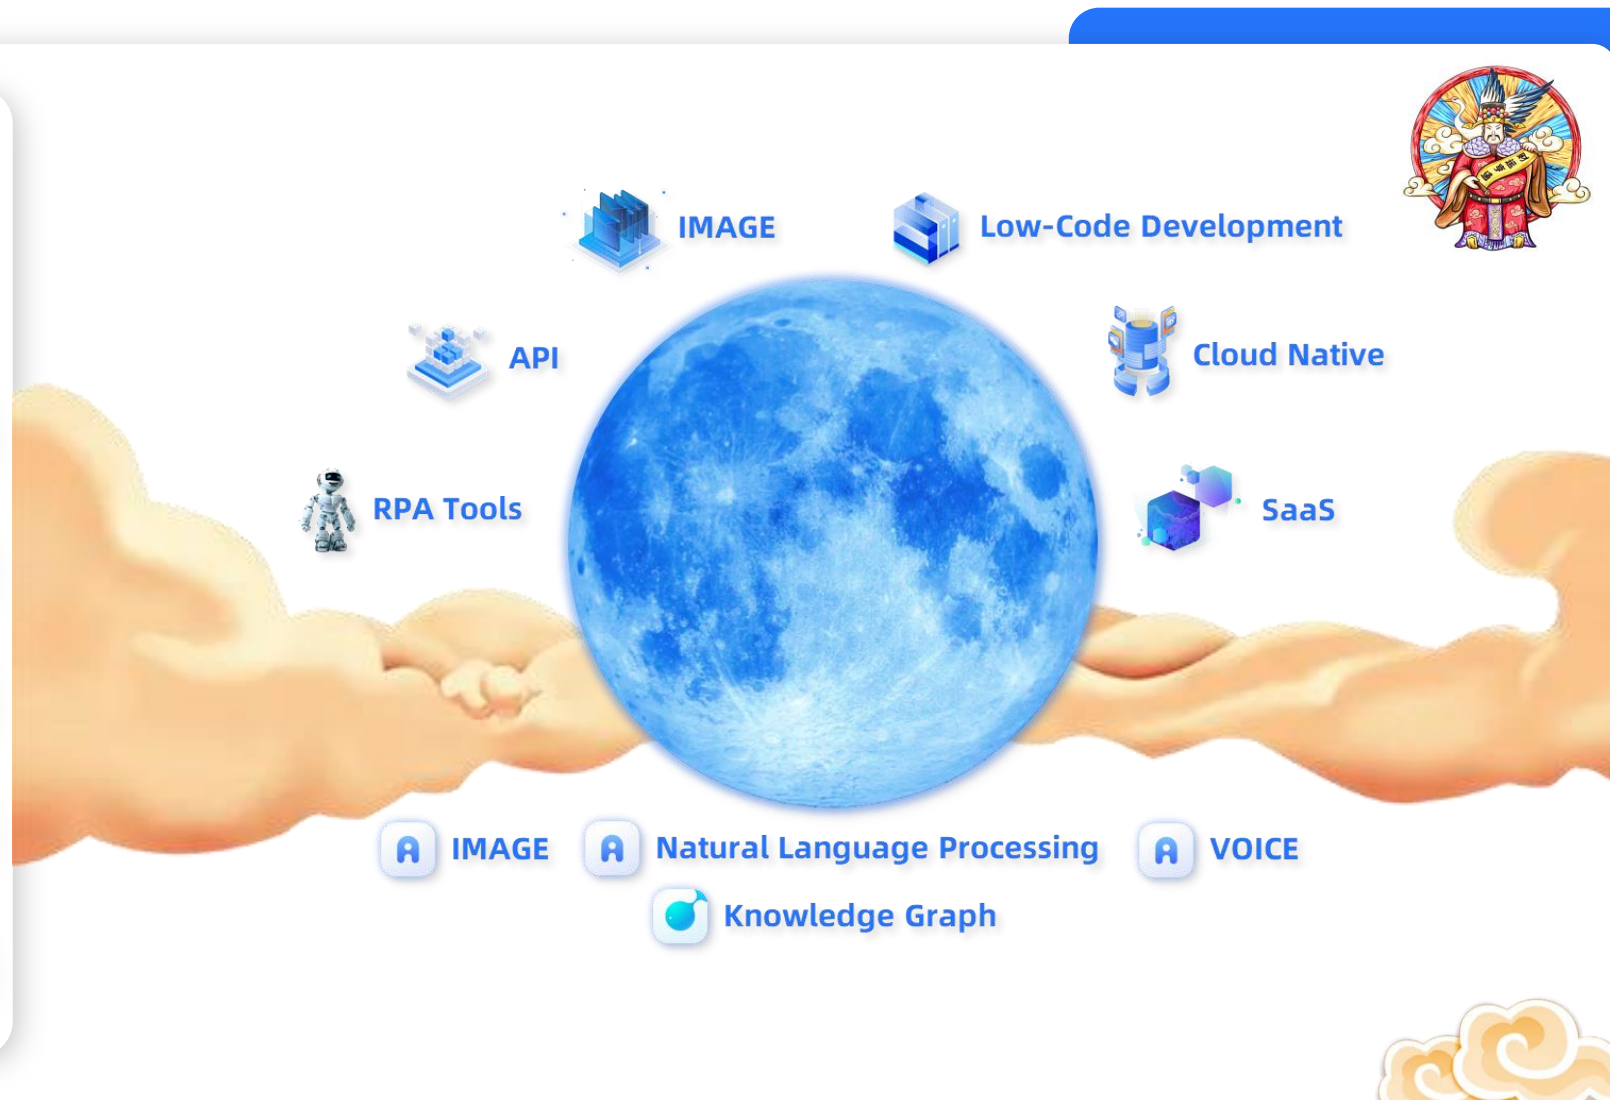 IMAGE
Low-Code Development
API
Cloud Native
RPA Tools
SaaS
IMAGE
Natural Language Processing
VOICE
Knowledge Graph